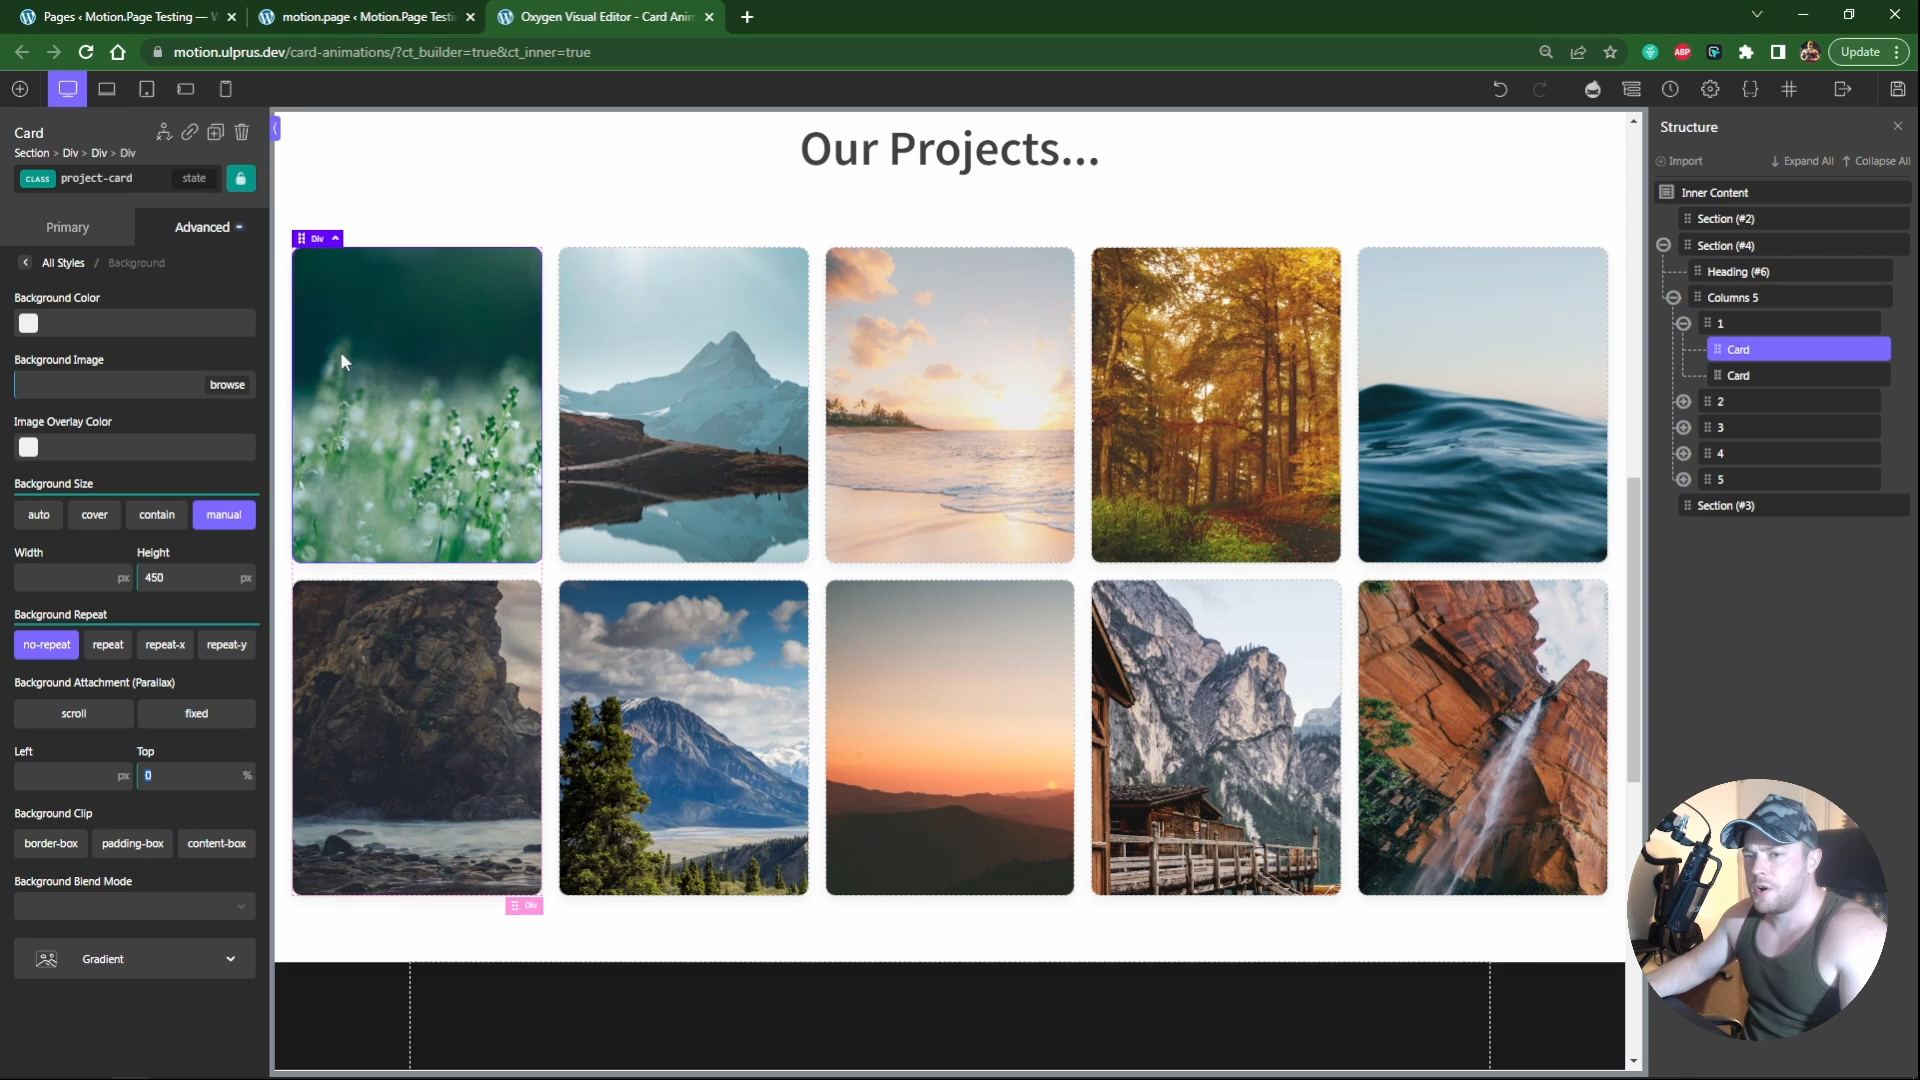 Pages ‹ Motion.Page Testing — W
motion.page ‹ Motion.Page Testi
Oxygen Visual Editor - Card Anim
motion.ulprus.dev/card-animations/?ct_builder=true&ct_inner=true
ABP
Update
Card
Section > Div > Div > Div
CLASS project-card state
Primary
Advanced
All Styles / Background
Background Color
Background Image
browse
Image Overlay Color
Background Size
auto cover contain manual
Width Height
px 450 px
Background Repeat
no-repeat repeat repeat-x repeat-y
Background Attachment (Parallax)
scroll fixed
Left Top
px 0 %
Background Clip
border-box padding-box content-box
Background Blend Mode
Gradient
Our Projects...
Div
Div
Structure
Import Expand All Collapse All
Inner Content
Section (#2)
Section (#4)
Heading (#6)
Columns 5
1
Card
Card
2
3
4
5
Section (#3)